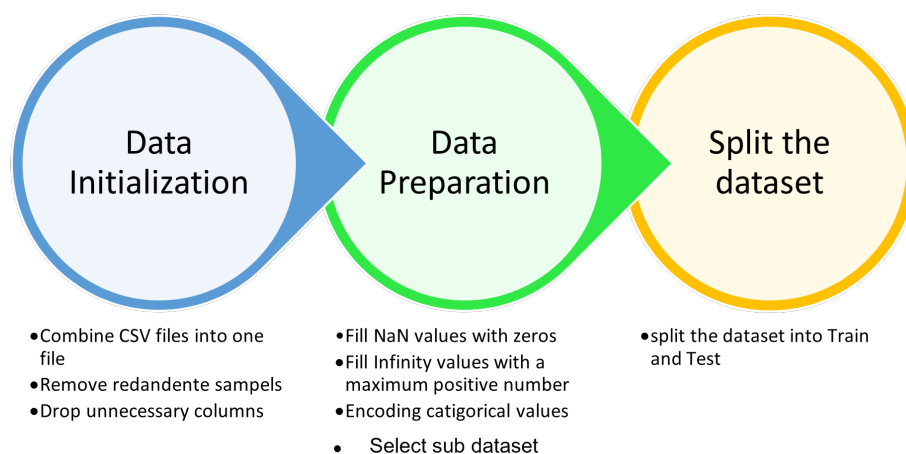 Data
Initialization
Data
Preparation
Split the
dataset
•Combine CSV files into one
file
•Remove redandente sampels
•Drop unnecessary columns
•Fill NaN values with zeros
•Fill Infinity values with a
maximum positive number
•Encoding catigorical values
• Select sub dataset
•split the dataset into Train
and Test